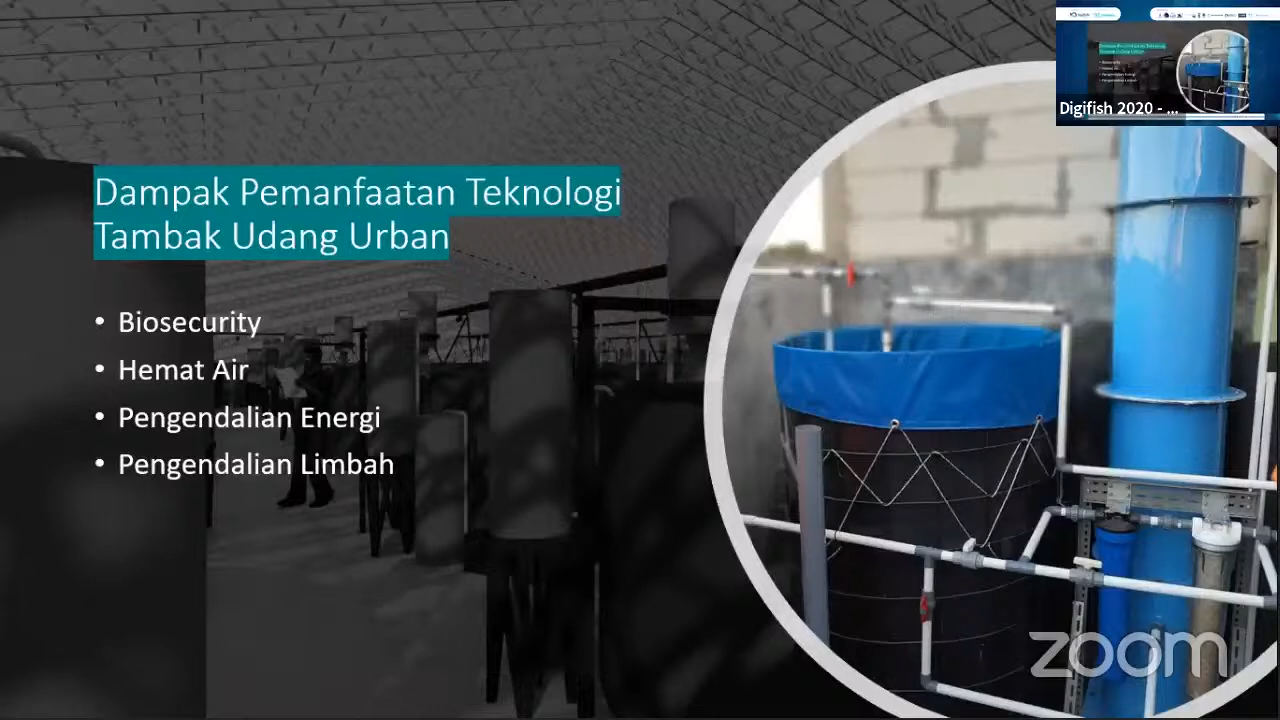 Dampak Pemanfaatan Teknologi
Tambak Udang Urban
• Biosecurity
• Hemat Air
• Pengendalian Energi
• Pengendalian Limbah
Digifish 2020 - ...
zoom